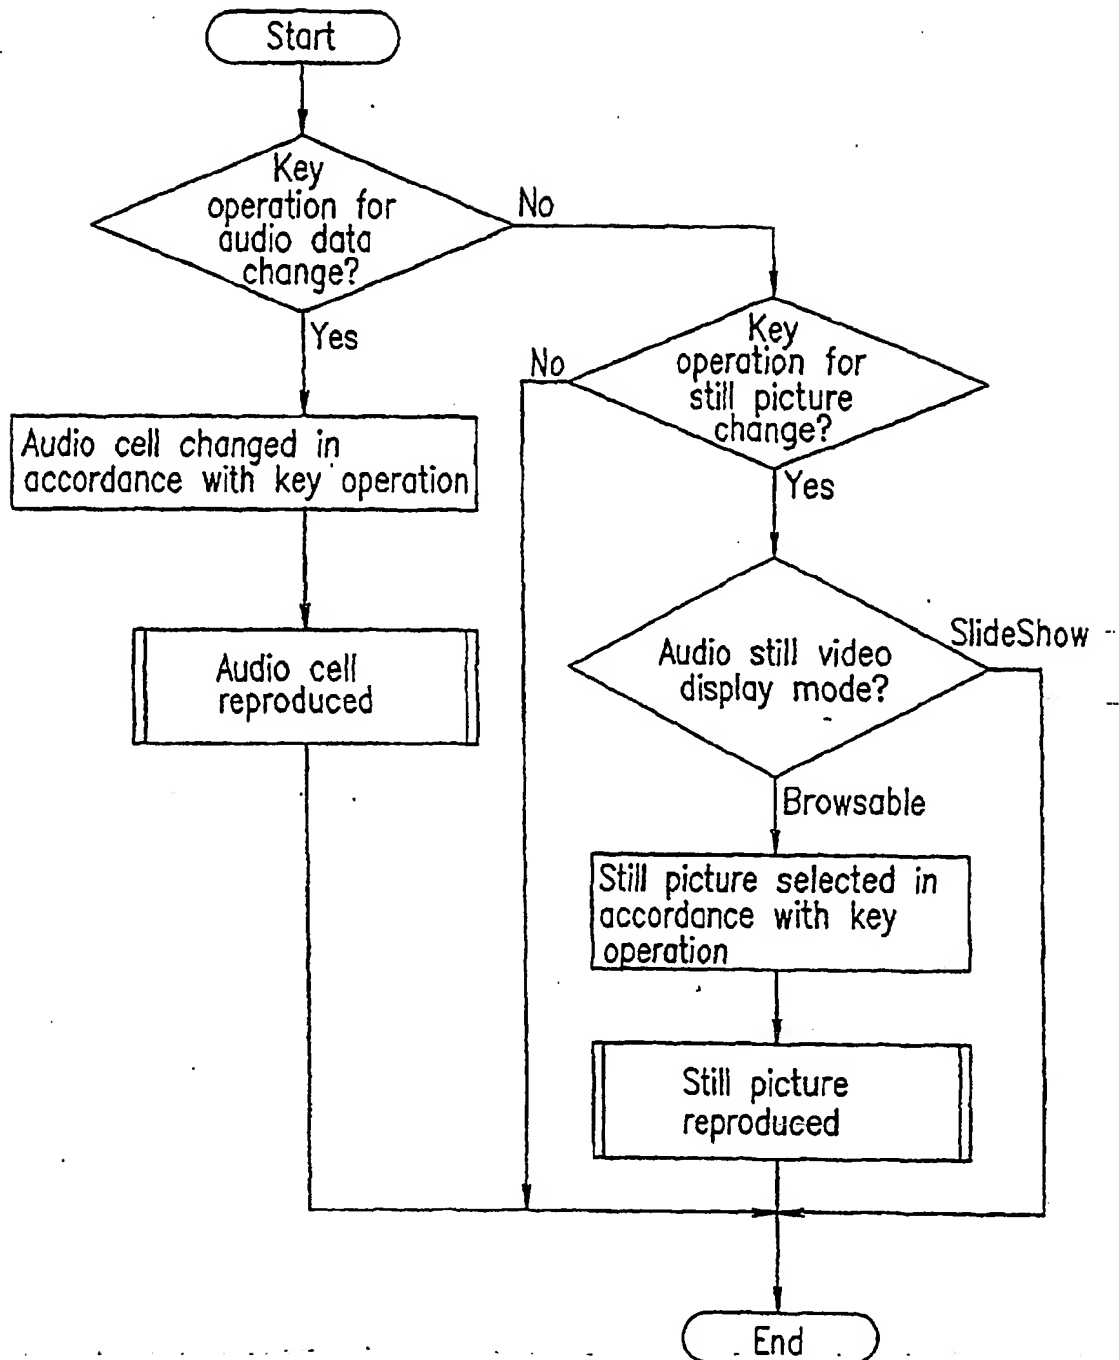 Start
Key
operation for
audio data
change?
No
Yes
Key
operation for
still picture
change?
No
Yes
Audio cell changed in
accordance with key operation
Audio cell
reproduced
Audio still video
display mode?
SlideShow
Browsable
Still picture selected in
accordance with key
operation
Still picture
reproduced
End